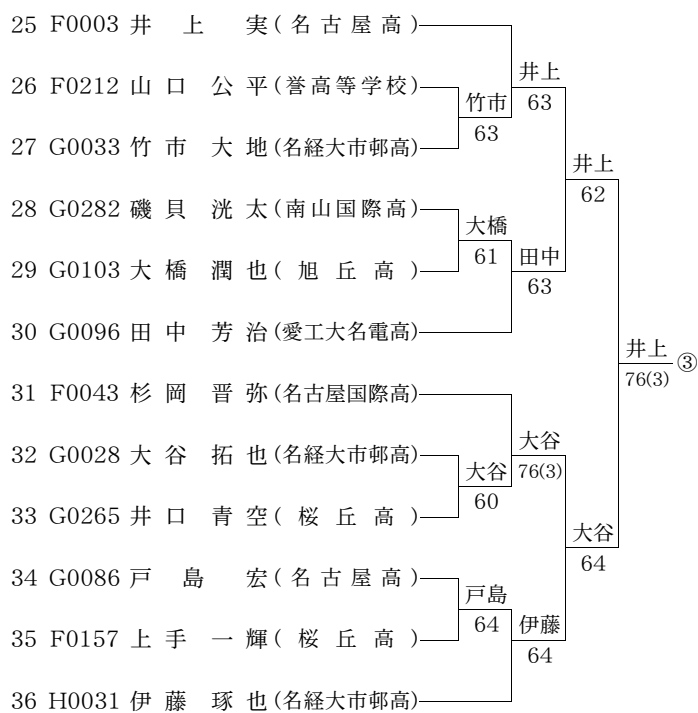 25 F0003 井上 実(名古屋高)
26 F0212 山口 公平(誉高等学校)
27 G0033 竹市 大地(名経大市邨高)
28 G0282 磯貝 洸太(南山国際高)
29 G0103 大橋 潤也(旭丘高)
30 G0096 田中 芳治(愛工大名電高)
31 F0043 杉岡 晋弥(名古屋国際高)
32 G0028 大谷 拓也(名経大市邨高)
33 G0265 井口 青空(桜丘高)
34 G0086 戸島 宏(名古屋高)
35 F0157 上手 一輝(桜丘高)
36 H0031 伊藤 琢也(名経大市邨高)
竹市
63
大橋
61
大谷
60
戸島
64
井上
63
田中
63
大谷
76(3)
伊藤
64
井上
62
大谷
64
井上
76(3)
③